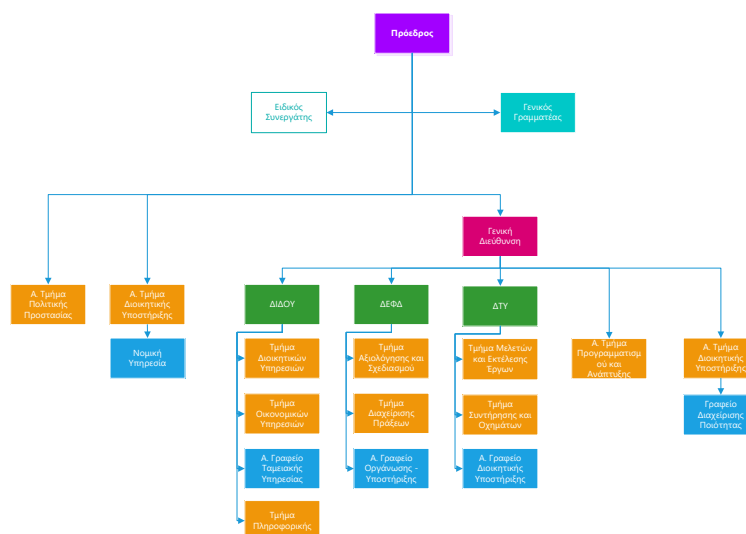 Πρόεδρος
Ειδικός
Συνεργάτης
Γενικός
Γραμματέας
Γενική
Διεύθυνση
Α. Τμήμα
Πολιτικής
Προστασίας
Α. Τμήμα
Διοικητικής
Υποστήριξης
ΔΙΔΟΥ
ΔΕΦΔ
ΔΤΥ
Νομική
Υπηρεσία
Τμήμα
Διοικητικών
Υπηρεσιών
Τμήμα
Αξιολόγησης και
Σχεδιασμού
Τμήμα Μελετών
και Εκτέλεσης
Έργων
Α. Τμήμα
Προγραμματισμ
ού και
Ανάπτυξης
Α. Τμήμα
Διοικητικής
Υποστήριξης
Τμήμα
Οικονομικών
Υπηρεσιών
Τμήμα
Διαχείρισης
Πράξεων
Τμήμα
Συντήρησης και
Οχημάτων
Γραφείο
Διαχείρισης
Ποιότητας
Α. Γραφείο
Ταμειακής
Υπηρεσίας
Α. Γραφείο
Οργάνωσης -
Υποστήριξης
Α. Γραφείο
Διοικητικής
Υποστήριξης
Τμήμα
Πληροφορικής